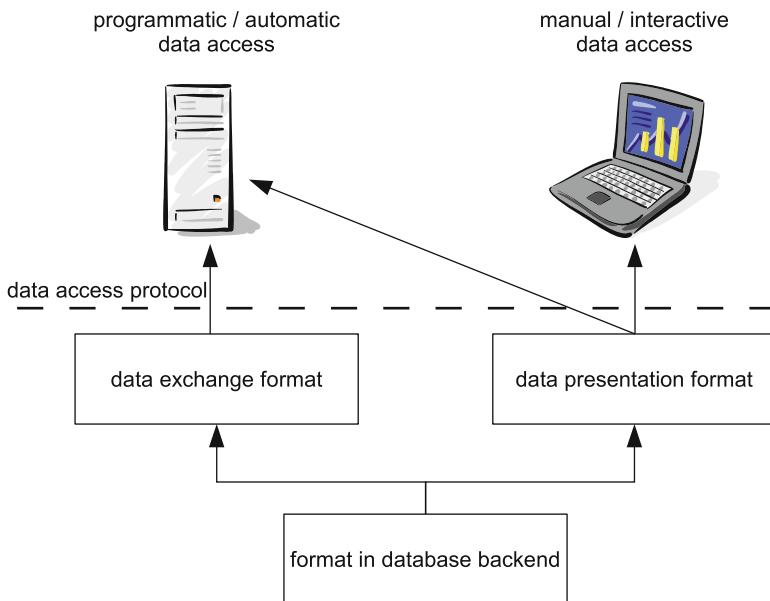 programmatic / automatic
data access
manual / interactive
data access
data access protocol
data exchange format
data presentation format
format in database backend